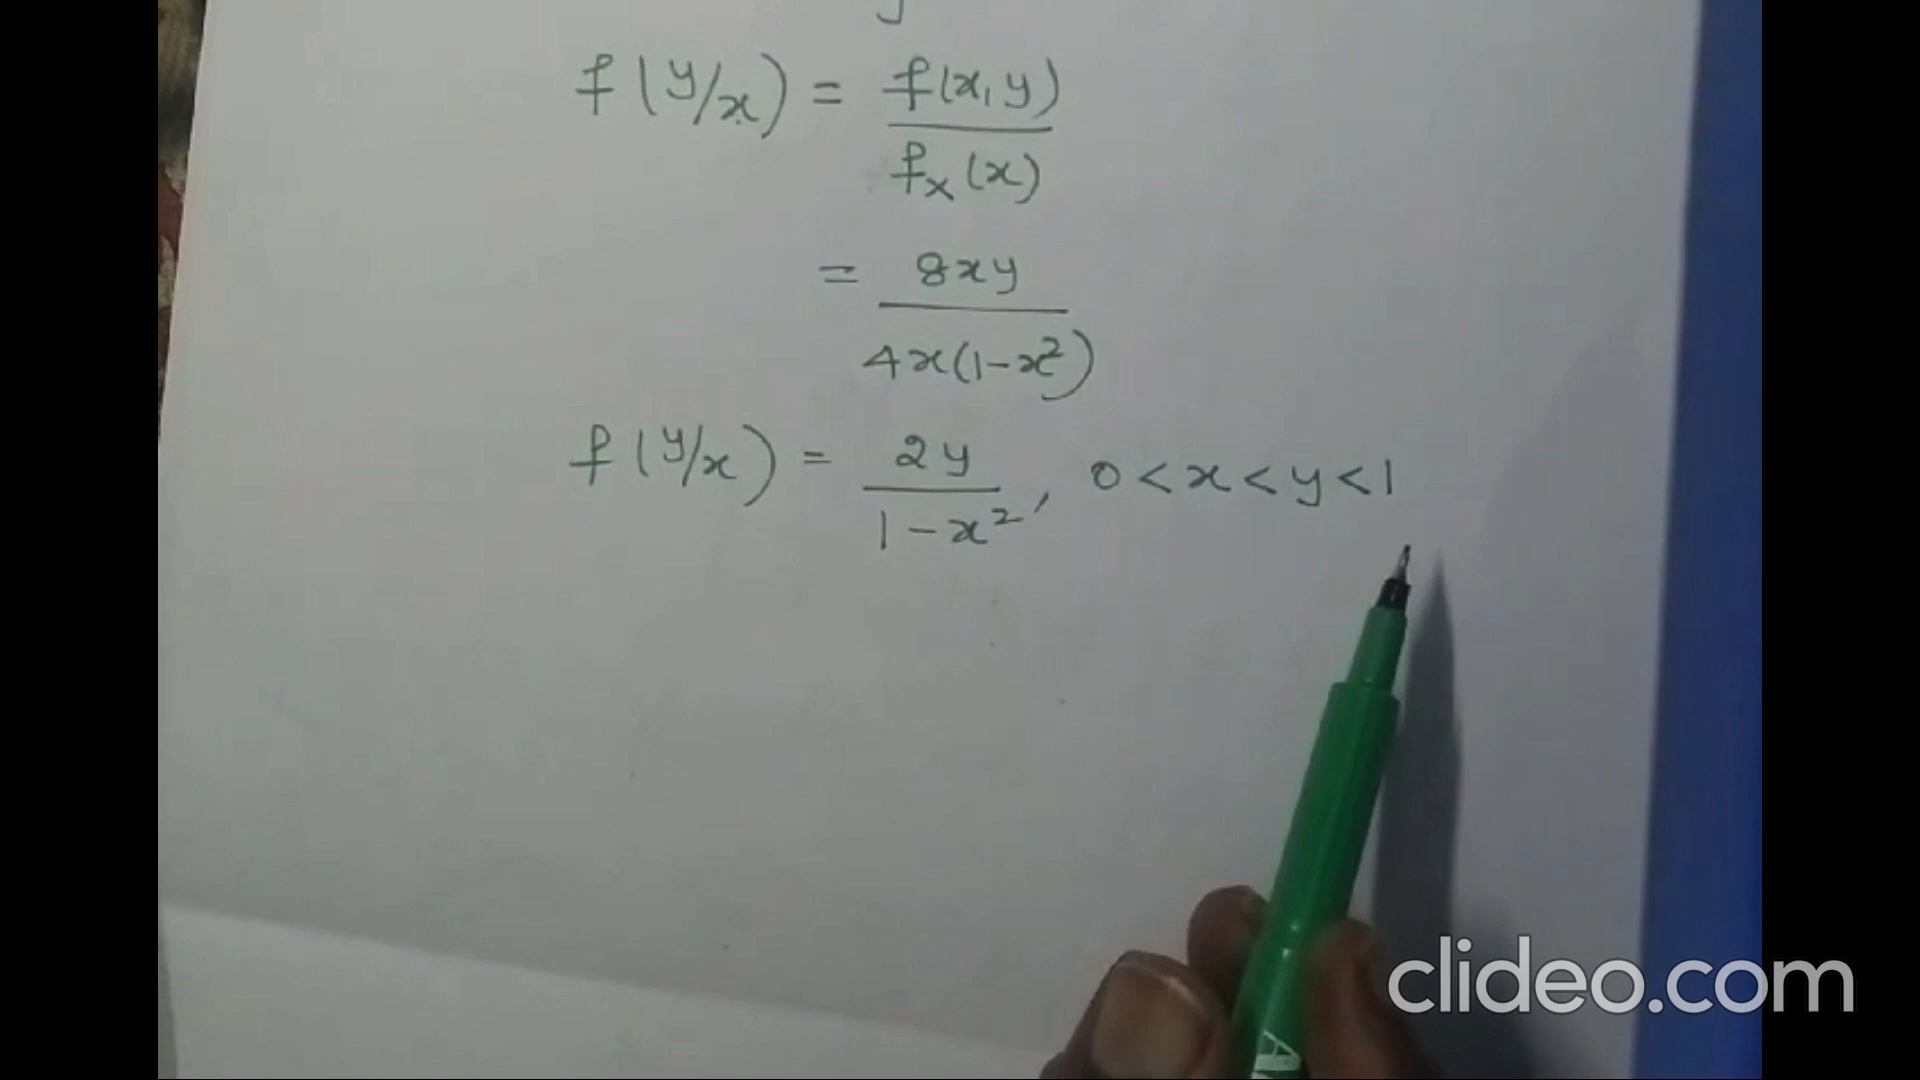 f(y/x) = f(x,y) / f_X(x)
= 8xy / 4x(1-x²)
f(y/x) = 2y / 1-x², 0<x<y<1
clideo.com